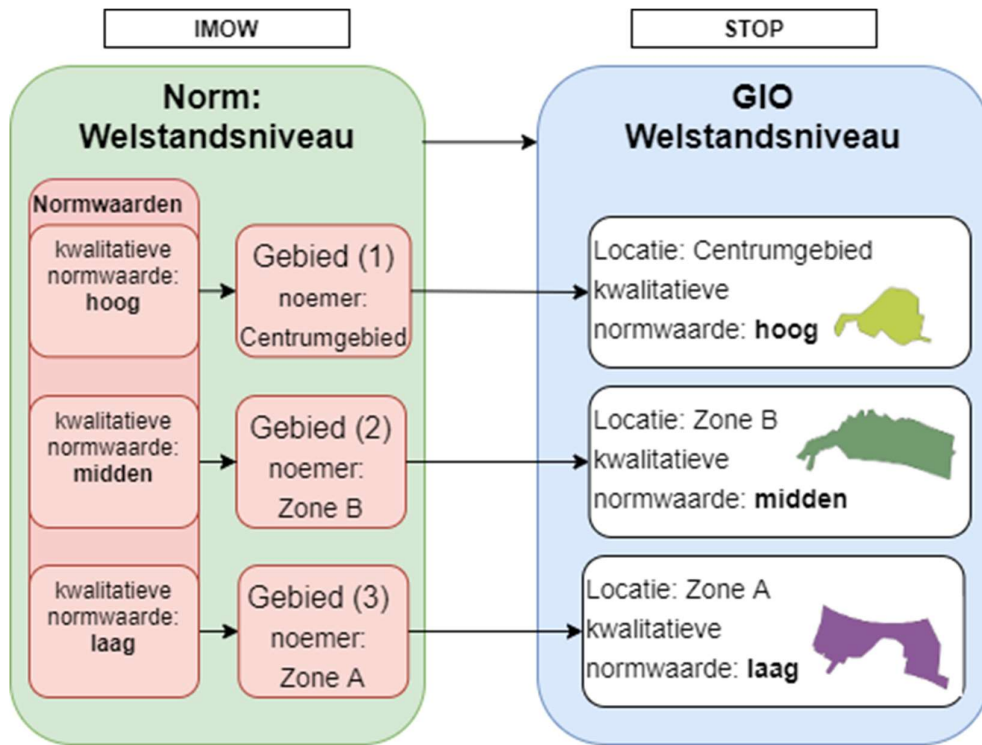 IMOW
STOP
Norm:
Welstandsniveau
GIO
Welstandsniveau
Normwaarden
kwalitatieve
normwaarde:
hoog
Gebied (1)
noemer:
Centrumgebied
Locatie: Centrumgebied
kwalitatieve
normwaarde: hoog
kwalitatieve
normwaarde:
midden
Gebied (2)
noemer:
Zone B
Locatie: Zone B
kwalitatieve
normwaarde: midden
kwalitatieve
normwaarde:
laag
Gebied (3)
noemer:
Zone A
Locatie: Zone A
kwalitatieve
normwaarde: laag